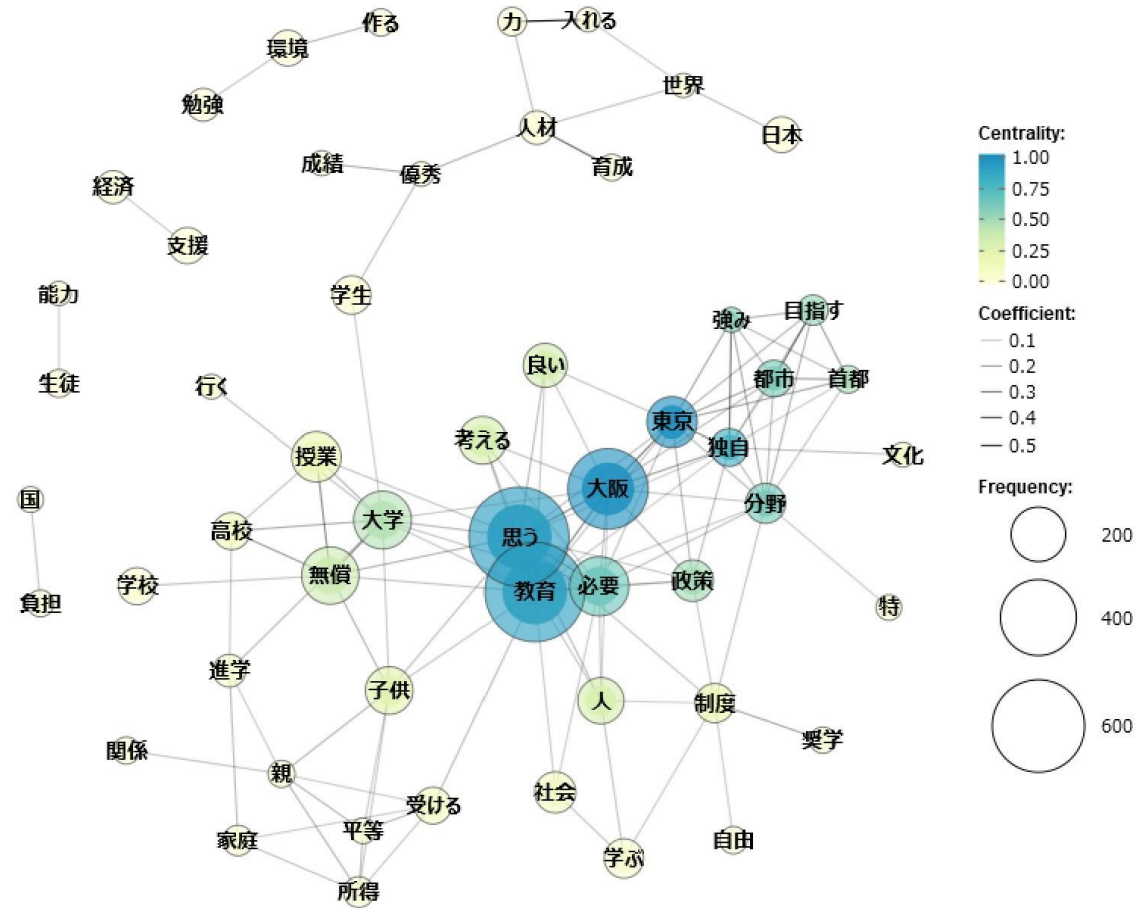 作る
力
入れる
環境
世界
勉強
人材
日本
成績
優秀
育成
経済
支援
能力
学生
目指す
強み
生徒
行く
良い
都市
首都
東京
考える
独自
文化
授業
大阪
国
高校
大学
思う
分野
学校
無償
教育
必要
政策
負担
特
進学
子供
人
制度
関係
親
奨学
受ける
社会
家庭
平等
自由
所得
学ぶ
Centrality:
1.00
0.75
0.50
0.25
0.00
Coefficient:
0.1
0.2
0.3
0.4
0.5
Frequency:
200
400
600